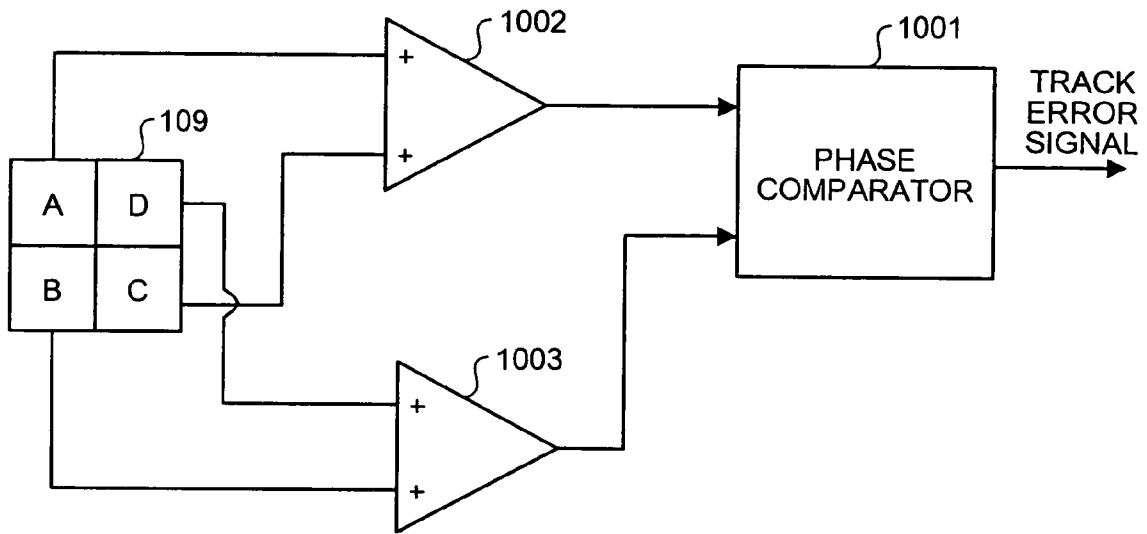 1002
1001
TRACK
ERROR
SIGNAL
109
+
+
A
D
B
C
PHASE
COMPARATOR
1003
+
+